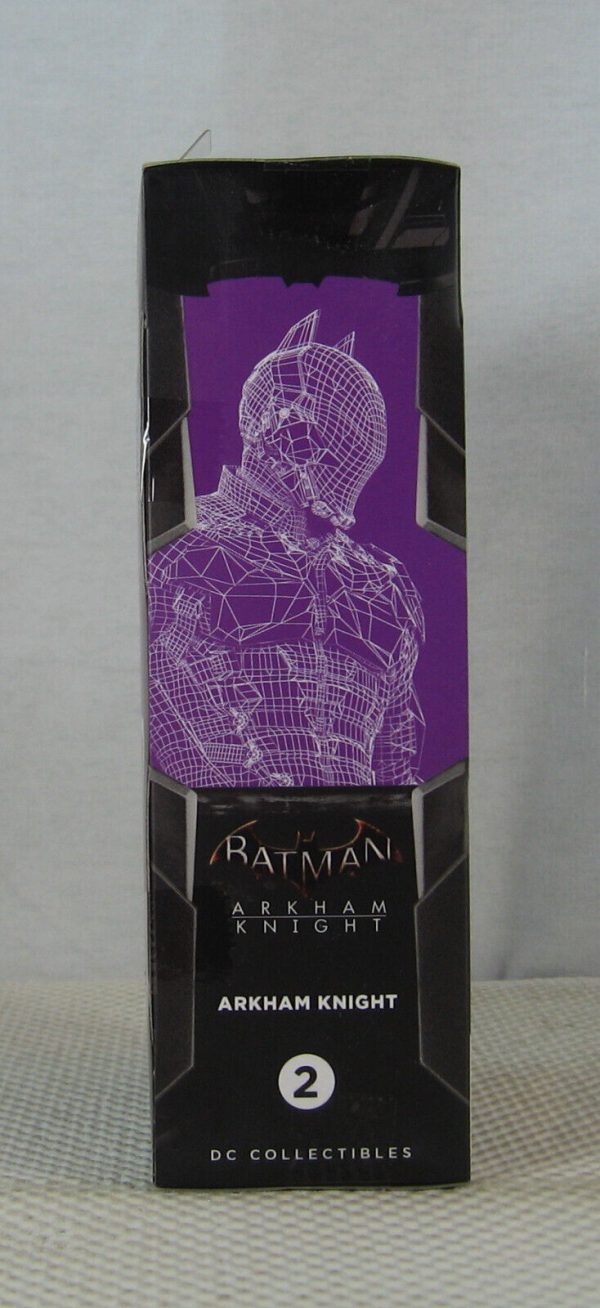 BATMAN
ARKHAM
KNIGHT
ARKHAM KNIGHT
2
DC COLLECTIBLES